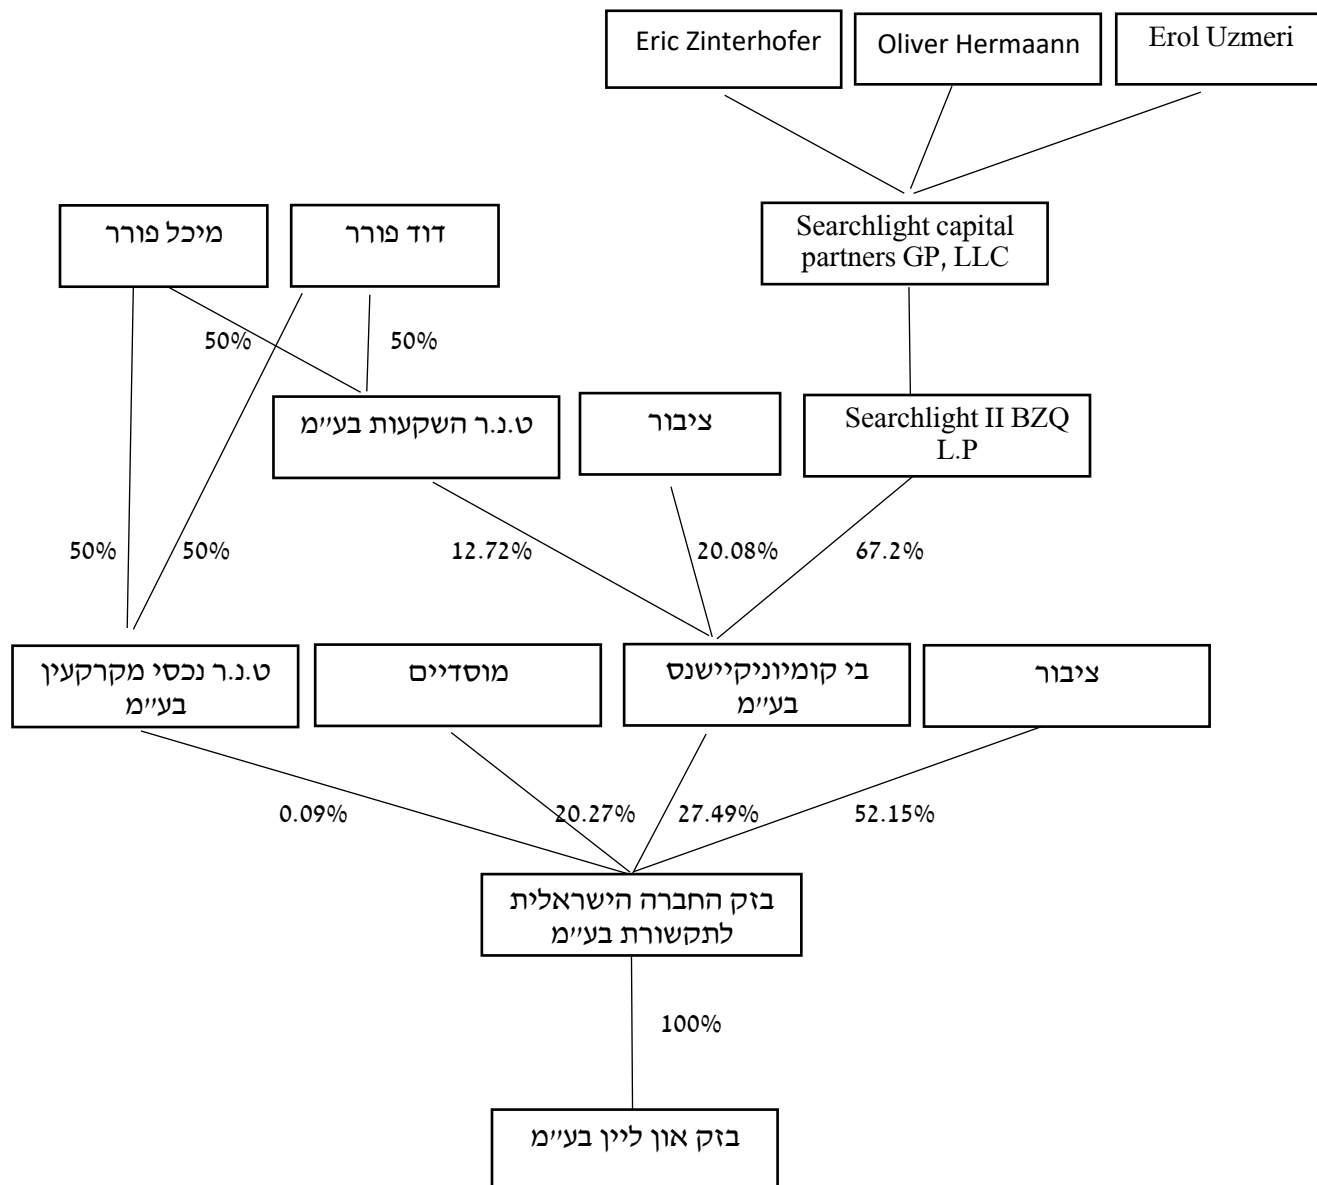 Eric Zinterhofer
Oliver Hermaann
Erol Uzmeri
מיכל פורר
דוד פורר
Searchlight capital
partners GP, LLC
50%
50%
ט.נ.ר השקעות בע״מ
ציבור
Searchlight II BZQ
L.P
50%
50%
12.72%
20.08%
67.2%
ט.נ.ר נכסי מקרקעין
בע״מ
מוסדיים
בי קומיוניקיישנס
בע״מ
ציבור
0.09%
20.27%
27.49%
52.15%
בזק החברה הישראלית
לתקשורת בע״מ
100%
בזק און ליין בע״מ